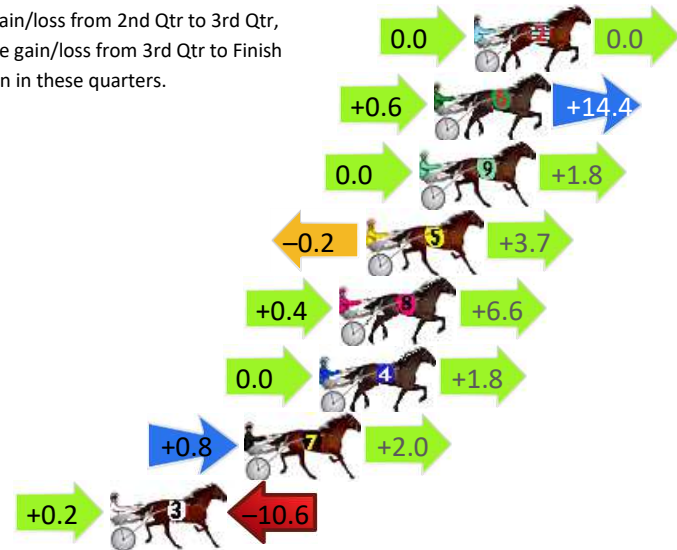 ain/loss from 2nd Qtr to 3rd Qtr,
e gain/loss from 3rd Qtr to Finish
n in these quarters.
0.0 2 0.0
+0.6 6 +14.4
0.0 9 +1.8
–0.2 5 +3.7
+0.4 8 +6.6
0.0 4 +1.8
+0.8 7 +2.0
+0.2 3 –10.6